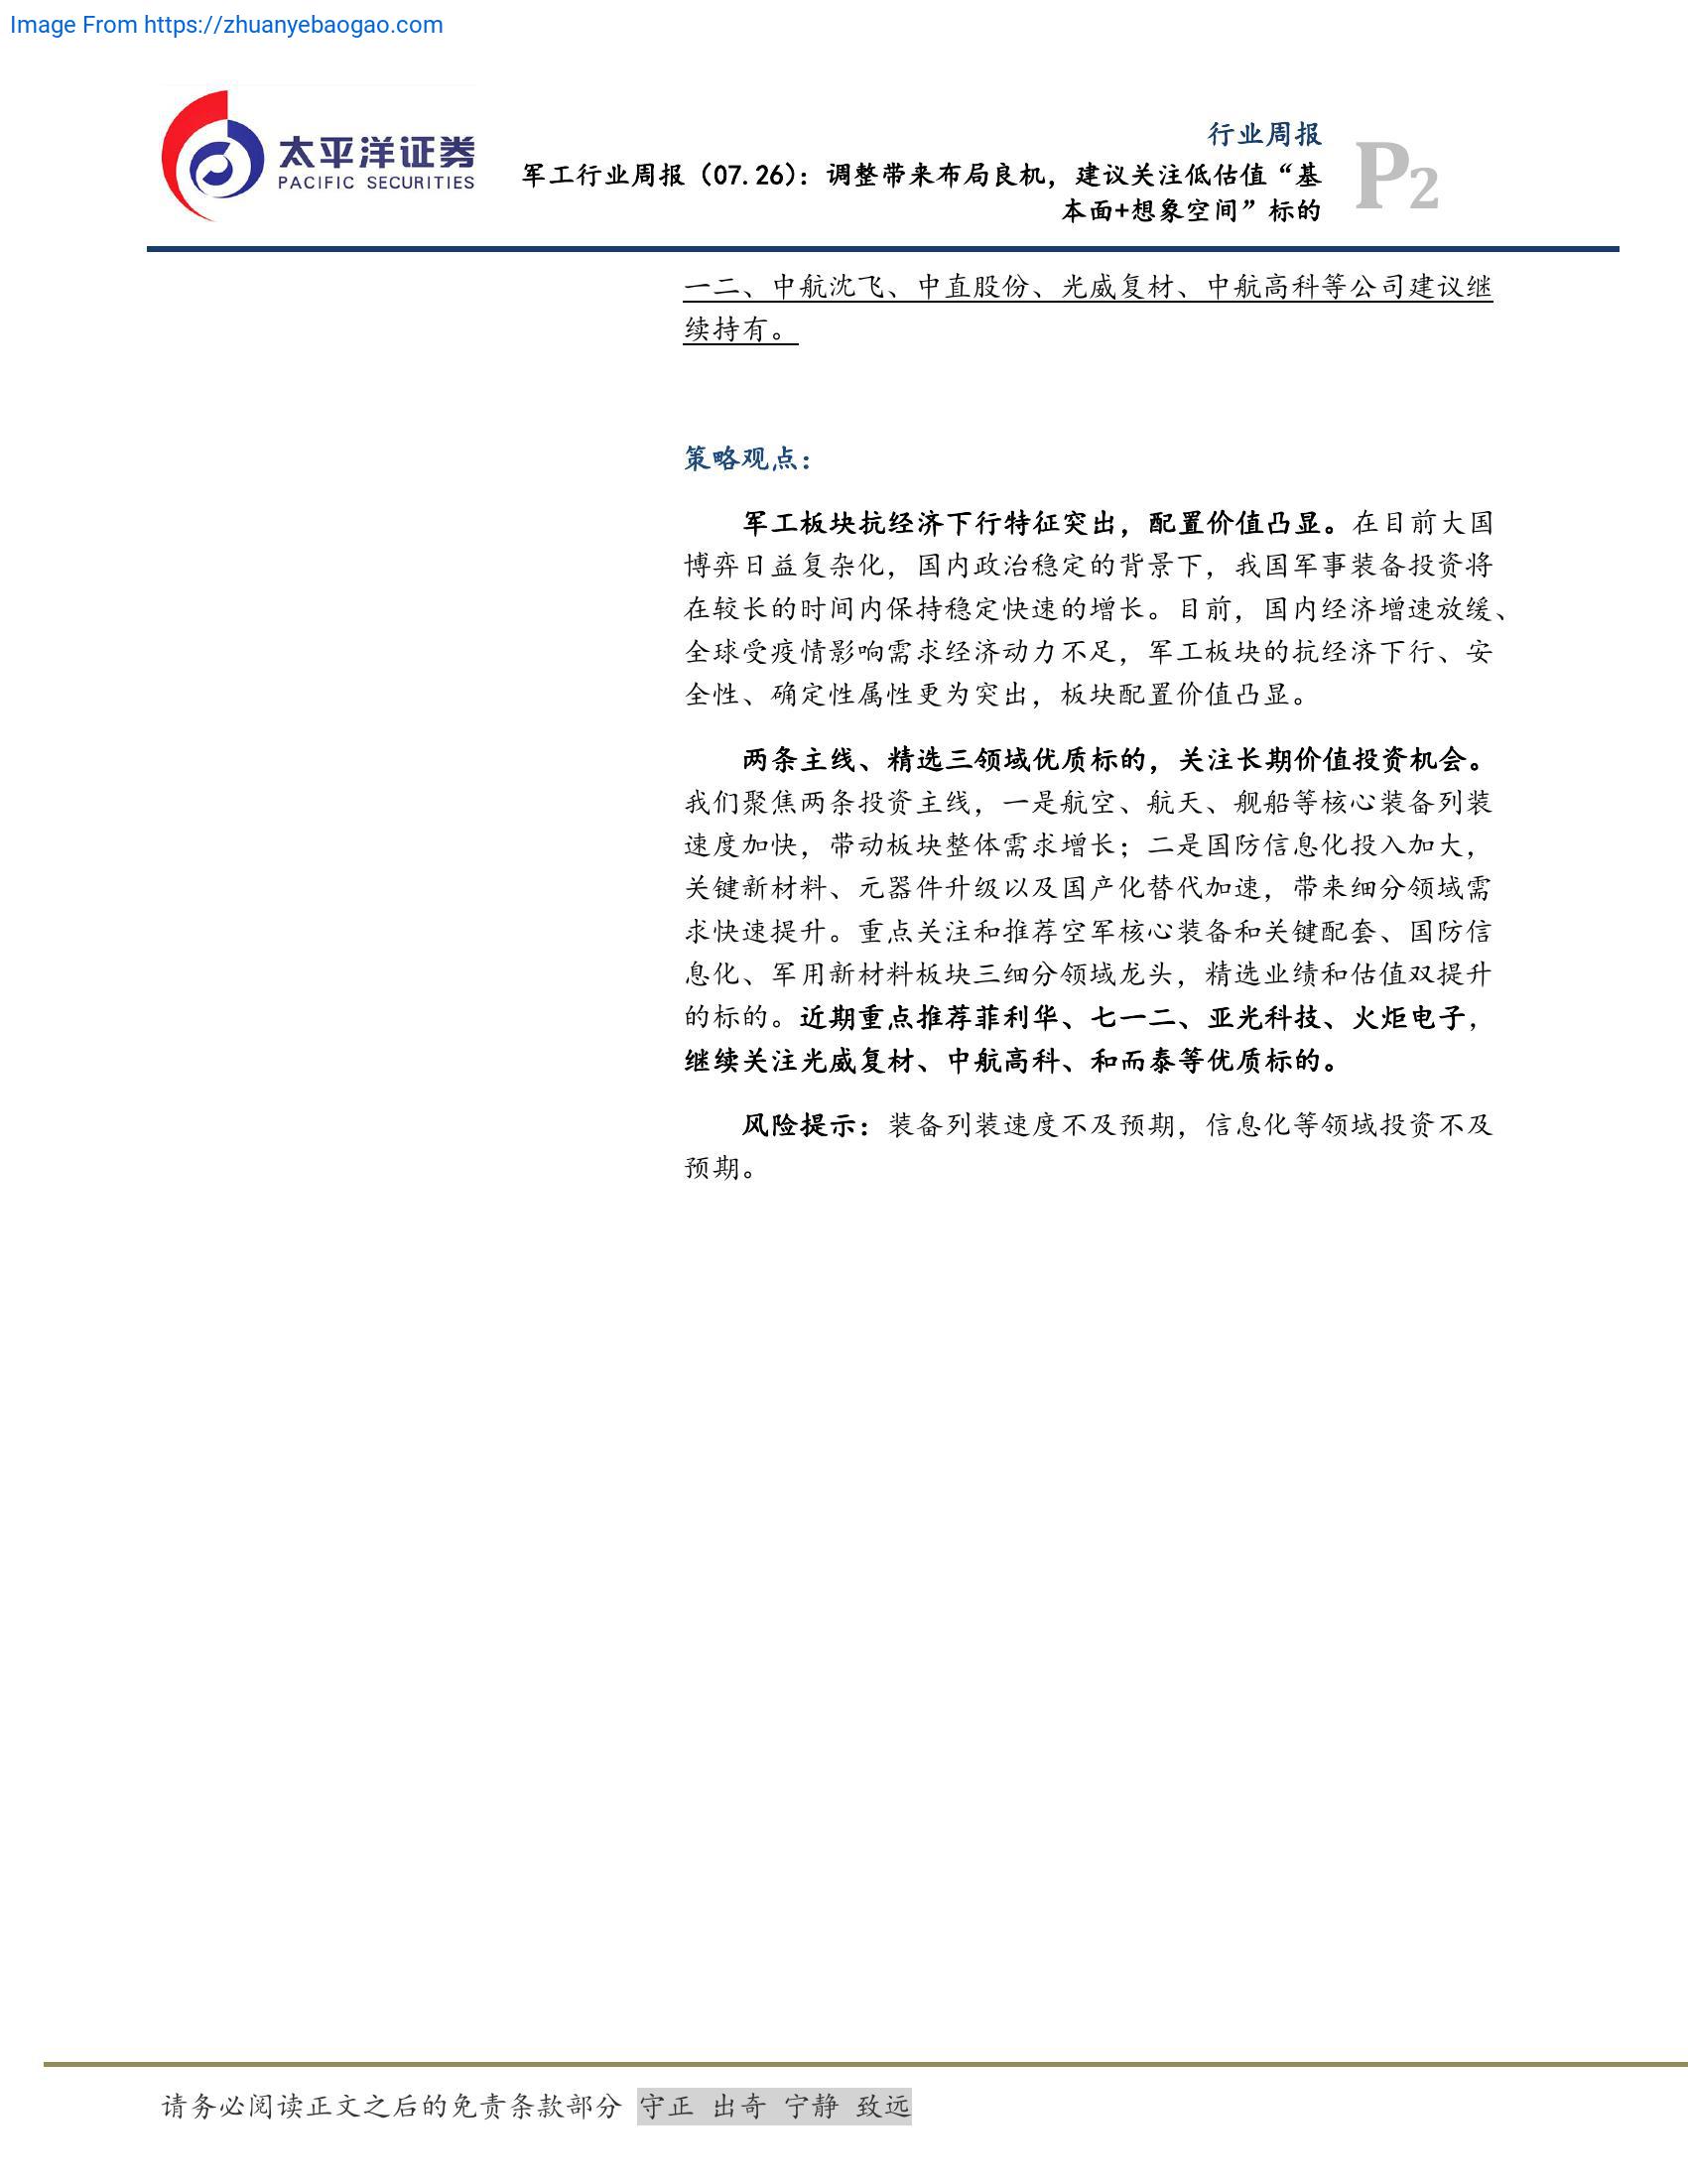 Image From https://zhuanyebaogao.com
太平洋证券
PACIFIC SECURITIES
行业周报
军工行业周报（07.26）：调整带来布局良机，建议关注低估值“基
本面+想象空间”标的
P2
一二、中航沈飞、中直股份、光威复材、中航高科等公司建议继
续持有。
策略观点：
军工板块抗经济下行特征突出，配置价值凸显。在目前大国
博弈日益复杂化，国内政治稳定的背景下，我国军事装备投资将
在较长的时间内保持稳定快速的增长。目前，国内经济增速放缓、
全球受疫情影响需求经济动力不足，军工板块的抗经济下行、安
全性、确定性属性更为突出，板块配置价值凸显。
两条主线、精选三领域优质标的，关注长期价值投资机会。
我们聚焦两条投资主线，一是航空、航天、舰船等核心装备列装
速度加快，带动板块整体需求增长；二是国防信息化投入加大，
关键新材料、元器件升级以及国产化替代加速，带来细分领域需
求快速提升。重点关注和推荐空军核心装备和关键配套、国防信
息化、军用新材料板块三细分领域龙头，精选业绩和估值双提升
的标的。近期重点推荐菲利华、七一二、亚光科技、火炬电子，
继续关注光威复材、中航高科、和而泰等优质标的。
风险提示：装备列装速度不及预期，信息化等领域投资不及
预期。
请务必阅读正文之后的免责条款部分 守正 出奇 宁静 致远